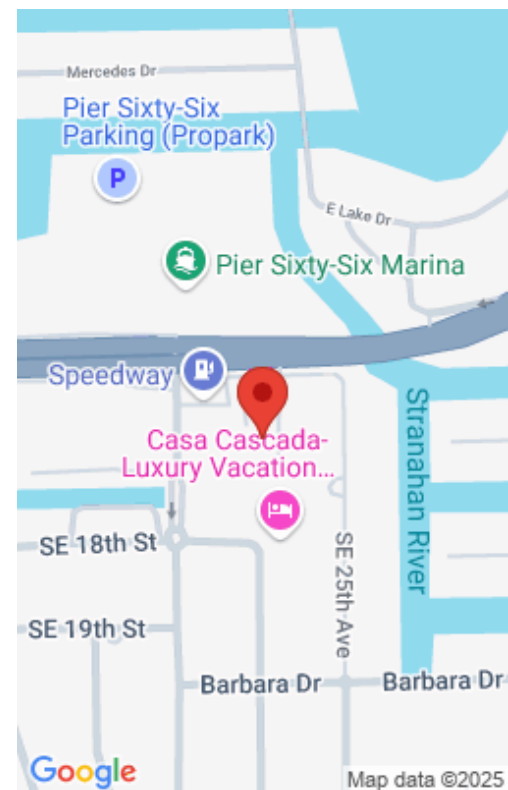 Mercedes Dr
Pier Sixty-Six
Parking (Propark)
P
E Lake Dr
Pier Sixty-Six Marina
Speedway
Casa Cascada-
Luxury Vacation...
Stranahan River
SE 18th St
SE 25th Ave
SE 19th St
Barbara Dr
Barbara Dr
Google
Map data ©2025